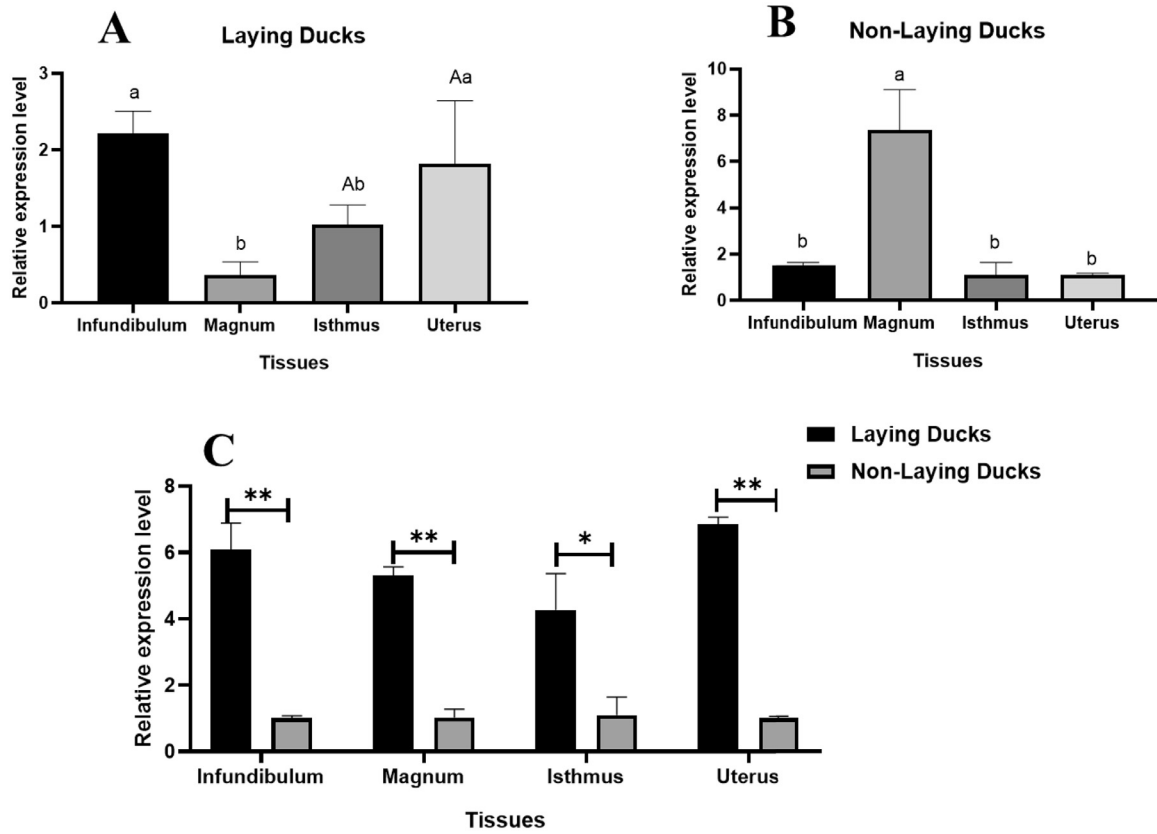 A
Laying Ducks
Relative expression level
3
2
1
0
a
b
Ab
Aa
Infundibulum
Magnum
Isthmus
Uterus
Tissues
B
Non-Laying Ducks
Relative expression level
10
8
6
4
2
0
b
a
b
b
Infundibulum
Magnum
Isthmus
Uterus
Tissues
C
Laying Ducks
Non-Laying Ducks
Relative expression level
8
6
4
2
0
**
**
*
**
Infundibulum
Magnum
Isthmus
Uterus
Tissues